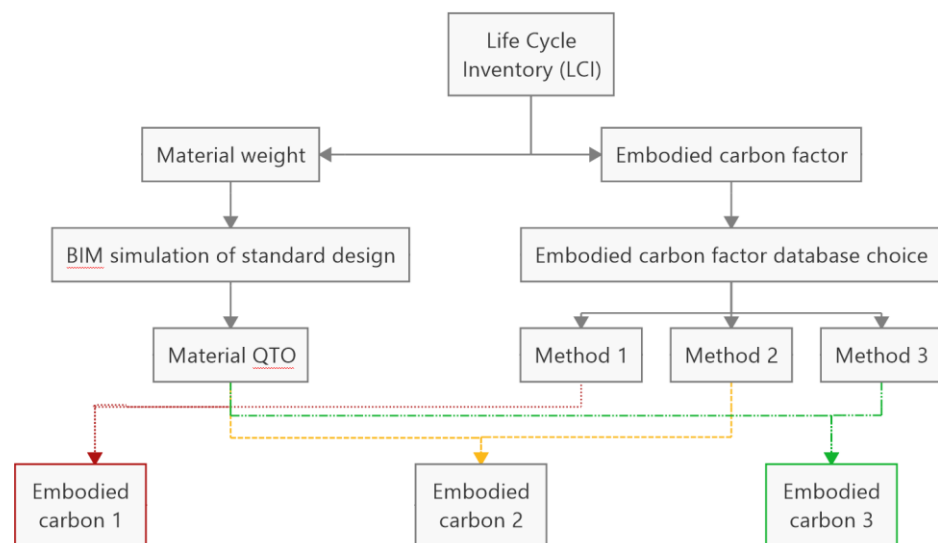 Life Cycle
Inventory (LCI)
Material weight
Embodied carbon factor
BIM simulation of standard design
Embodied carbon factor database choice
Material QTO
Method 1
Method 2
Method 3
Embodied
carbon 1
Embodied
carbon 2
Embodied
carbon 3